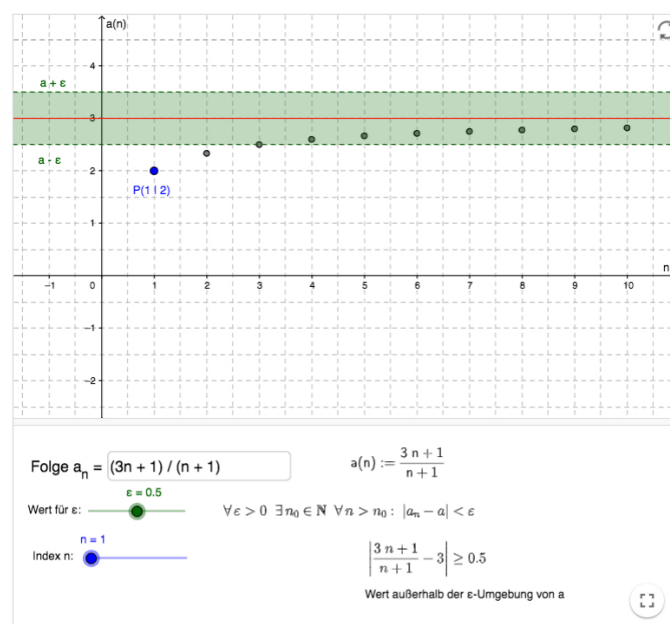 a(n)
4
a + ε
3
a - ε
2
P(1 | 2)
1
n
−1 0 1 2 3 4 5 6 7 8 9 10
−1
−2
Folge aₙ = (3n + 1) / (n + 1)
a(n) := (3 n + 1)/(n + 1)
ε = 0.5
Wert für ε:
∀ε > 0 ∃n₀ ∈ ℕ ∀n > n₀ : |aₙ − a| < ε
n = 1
Index n:
|(3 n + 1)/(n + 1) − 3| ≥ 0.5
Wert außerhalb der ε-Umgebung von a